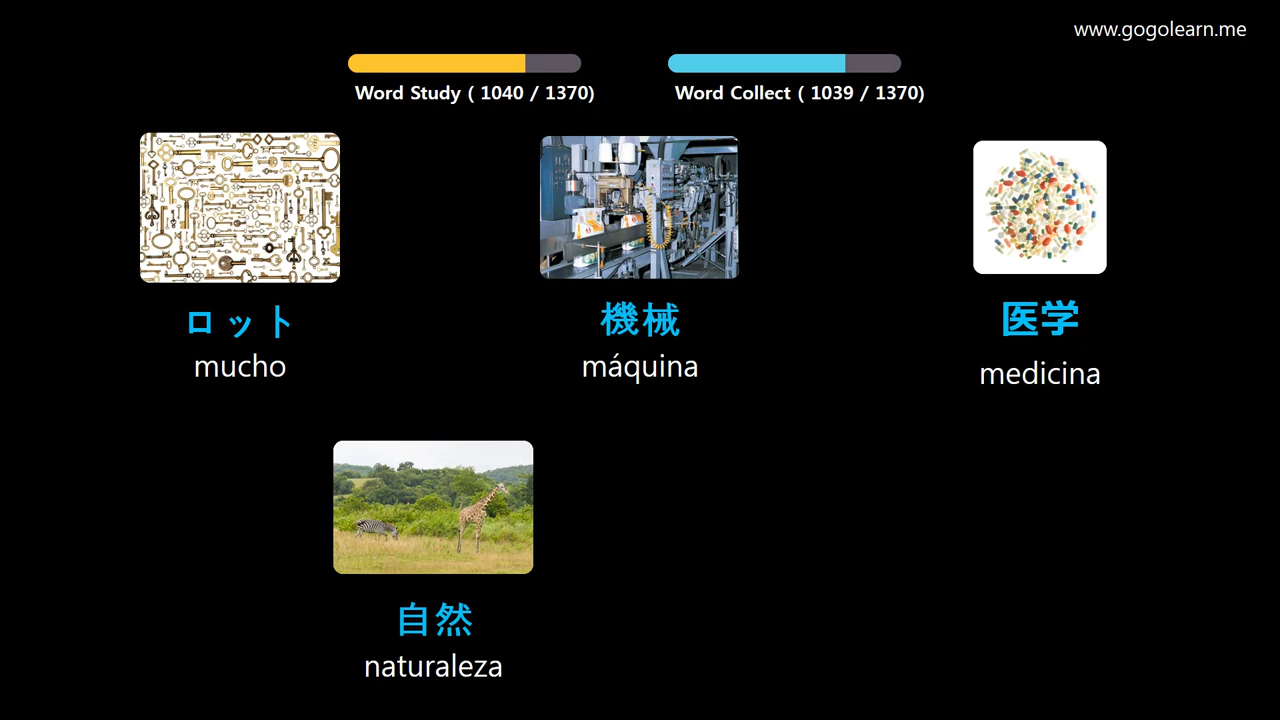 www.gogolearn.me
Word Study ( 1040 / 1370)
Word Collect ( 1039 / 1370)
ロット
mucho
機械
máquina
医学
medicina
自然
naturaleza